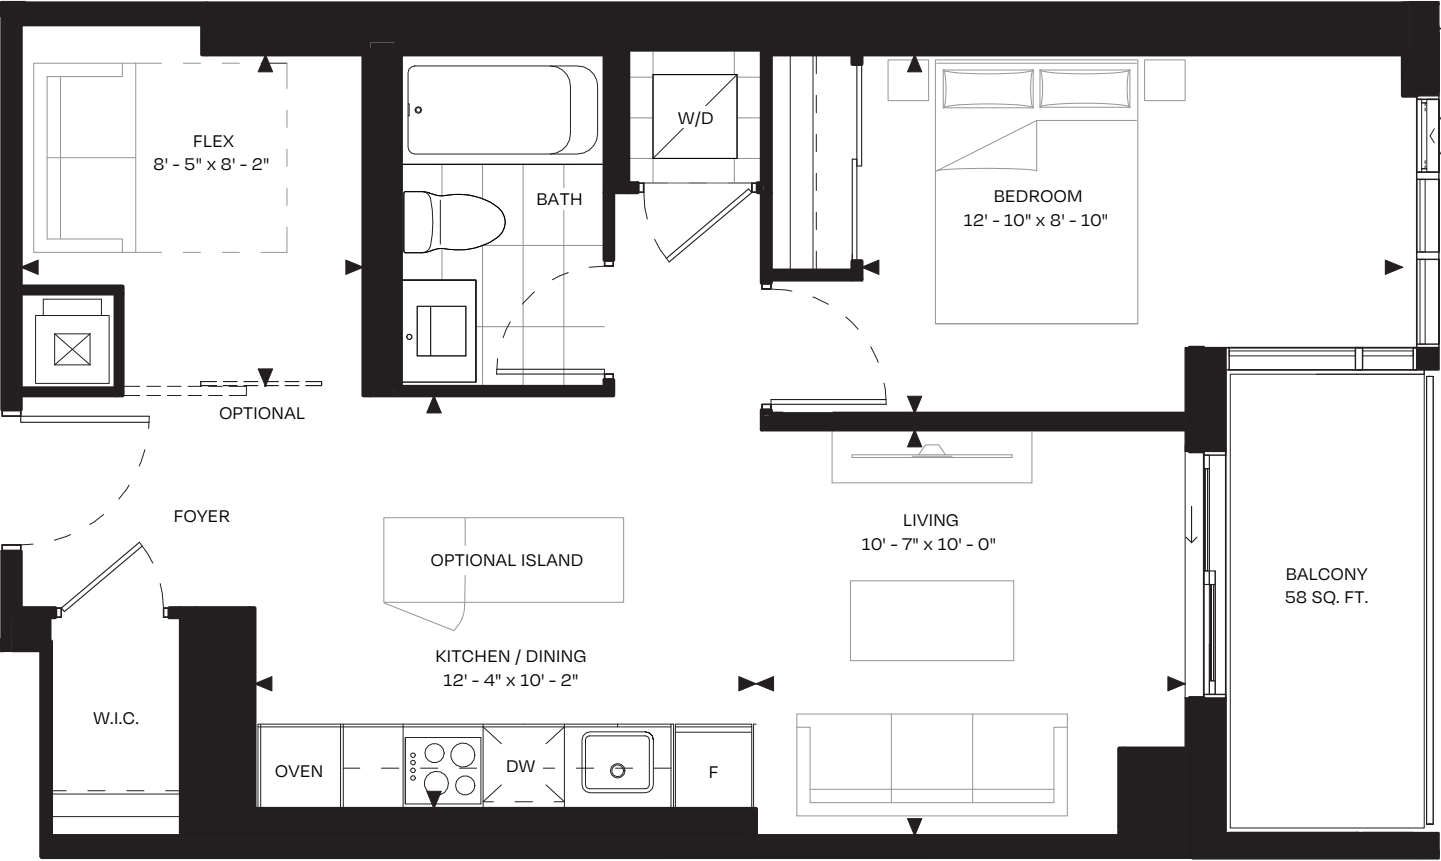 FLEX
8' - 5" x 8' - 2"
W/D
BATH
BEDROOM
12' - 10" x 8' - 10"
OPTIONAL
FOYER
OPTIONAL ISLAND
LIVING
10' - 7" x 10' - 0"
BALCONY
58 SQ. FT.
KITCHEN / DINING
12' - 4" x 10' - 2"
W.I.C.
OVEN
DW
F